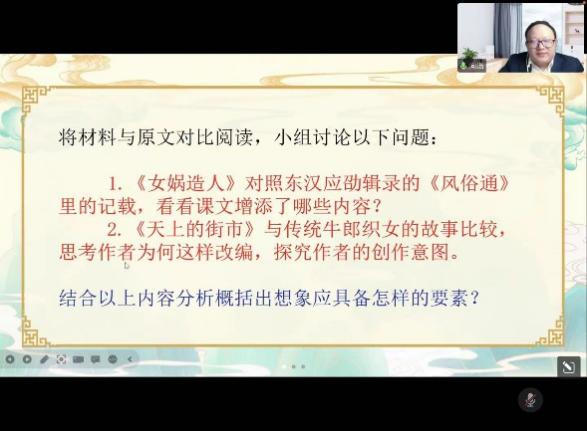 将材料与原文对比阅读，小组讨论以下问题：
1. 《女娲造人》对照东汉应劭辑录的《风俗通》
里的记载，看看课文增添了哪些内容？
2. 《天上的街市》与传统牛郎织女的故事比较，
思考作者为何这样改编，探究作者的创作意图。
结合以上内容分析概括出想象应具备怎样的要素？